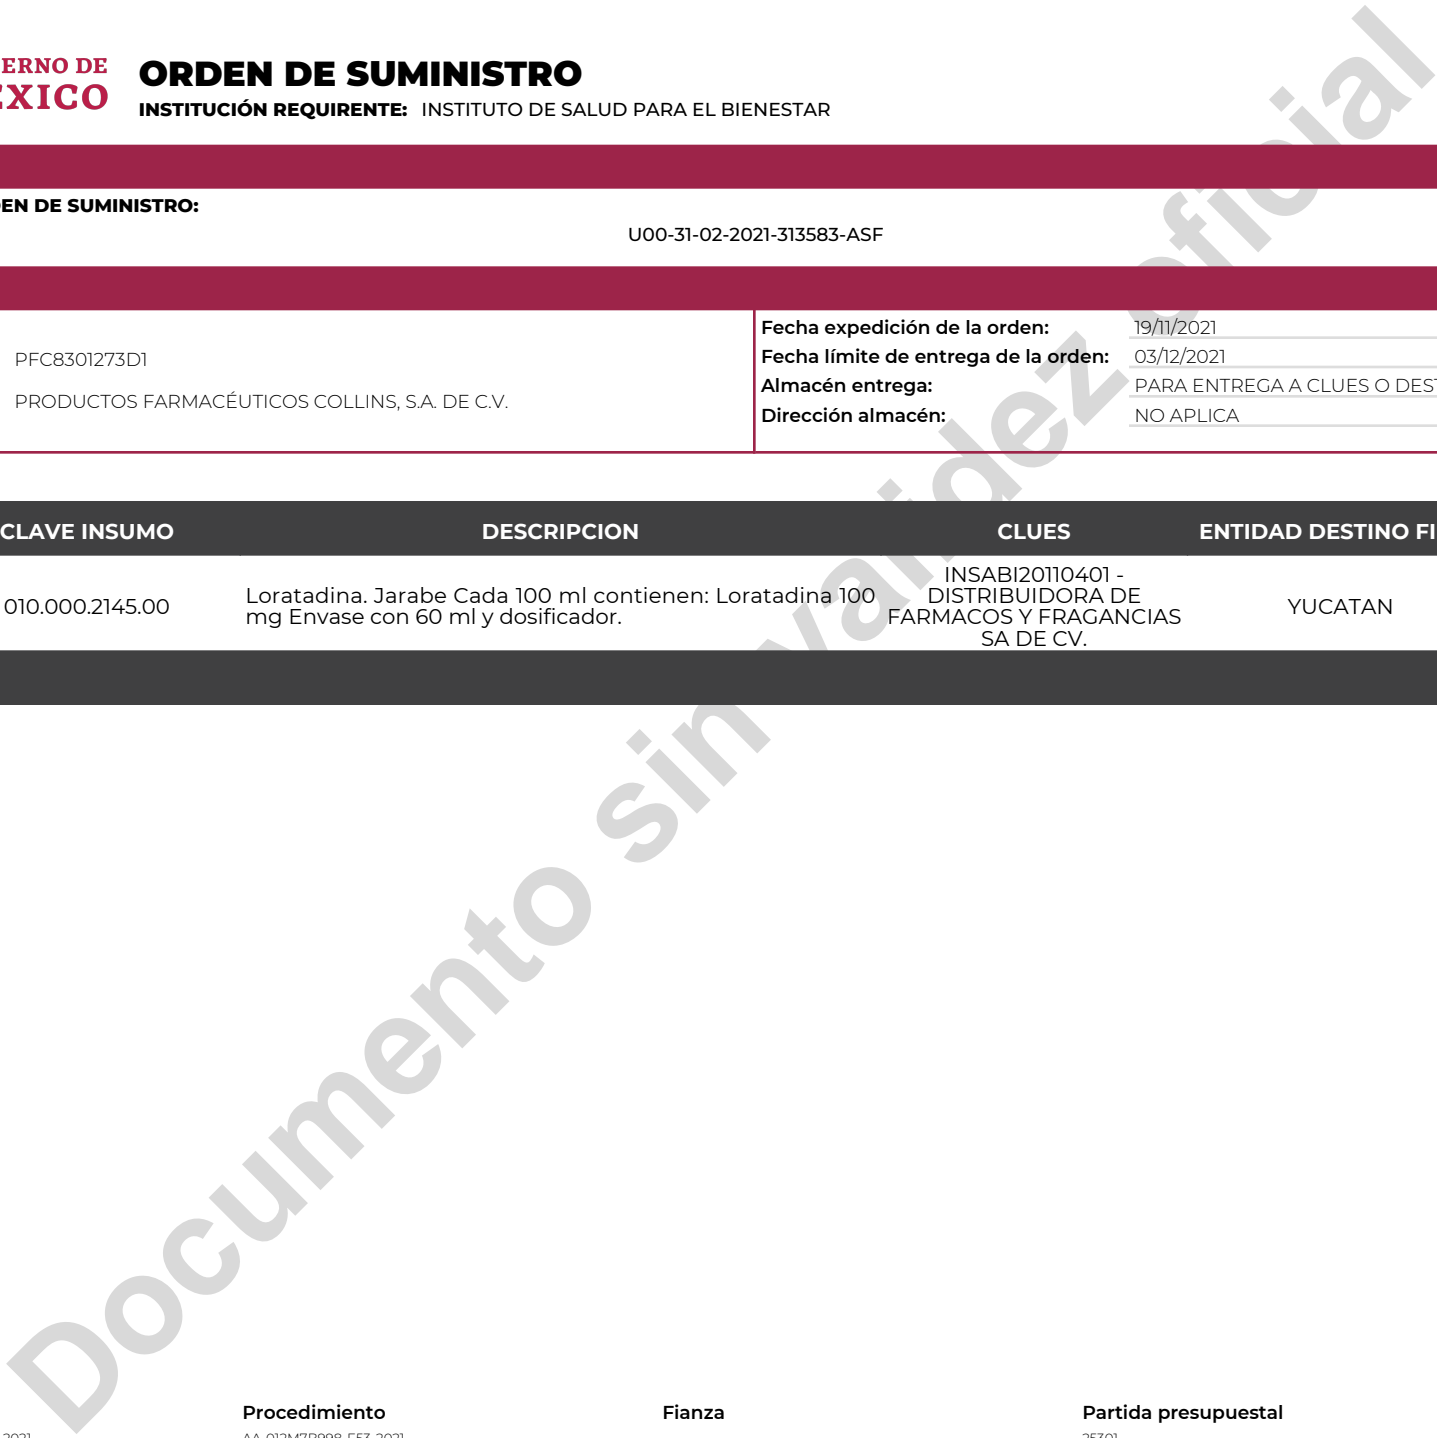 ERNO DE
EXICO
ORDEN DE SUMINISTRO
INSTITUCIÓN REQUIRENTE: INSTITUTO DE SALUD PARA EL BIENESTAR
EN DE SUMINISTRO:
U00-31-02-2021-313583-ASF
PFC8301273D1
PRODUCTOS FARMACÉUTICOS COLLINS, S.A. DE C.V.
Fecha expedición de la orden: 19/11/2021
Fecha límite de entrega de la orden: 03/12/2021
Almacén entrega: PARA ENTREGA A CLUES O DEST
Dirección almacén: NO APLICA
CLAVE INSUMO DESCRIPCION CLUES ENTIDAD DESTINO FI
010.000.2145.00
Loratadina. Jarabe Cada 100 ml contienen: Loratadina 100
mg Envase con 60 ml y dosificador.
INSABI20110401 -
DISTRIBUIDORA DE
FARMACOS Y FRAGANCIAS
SA DE CV.
YUCATAN
Documento sin validez oficial
Procedimiento Fianza Partida presupuestal